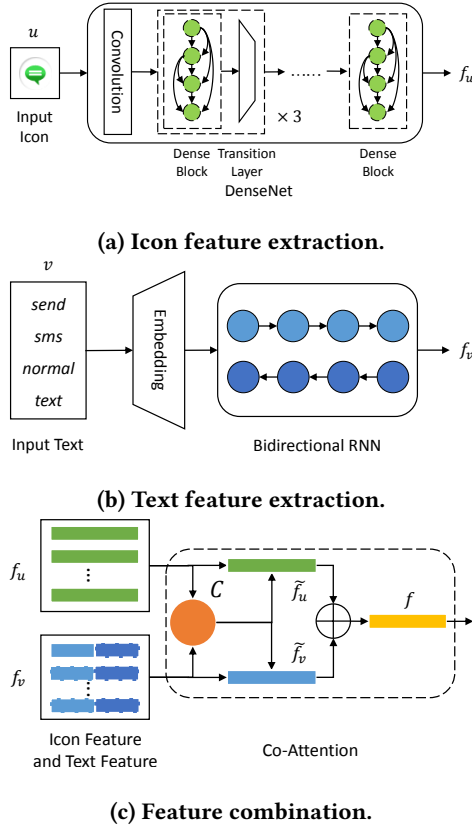 u
Input
Icon
Convolution
× 3
......
f_u
Dense
Block
Transition
Layer
Dense
Block
DenseNet
(a) Icon feature extraction.
v
send
sms
normal
text
Input Text
Embedding
Bidirectional RNN
f_v
(b) Text feature extraction.
f_u
C
f̃_u
f
f_v
f̃_v
Icon Feature
and Text Feature
Co-Attention
(c) Feature combination.